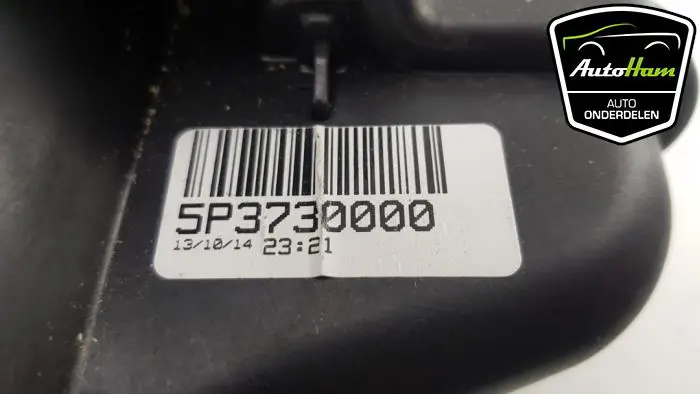 AutoHam
AUTO
ONDERDELEN
5P3730000
13/10/14 23:21